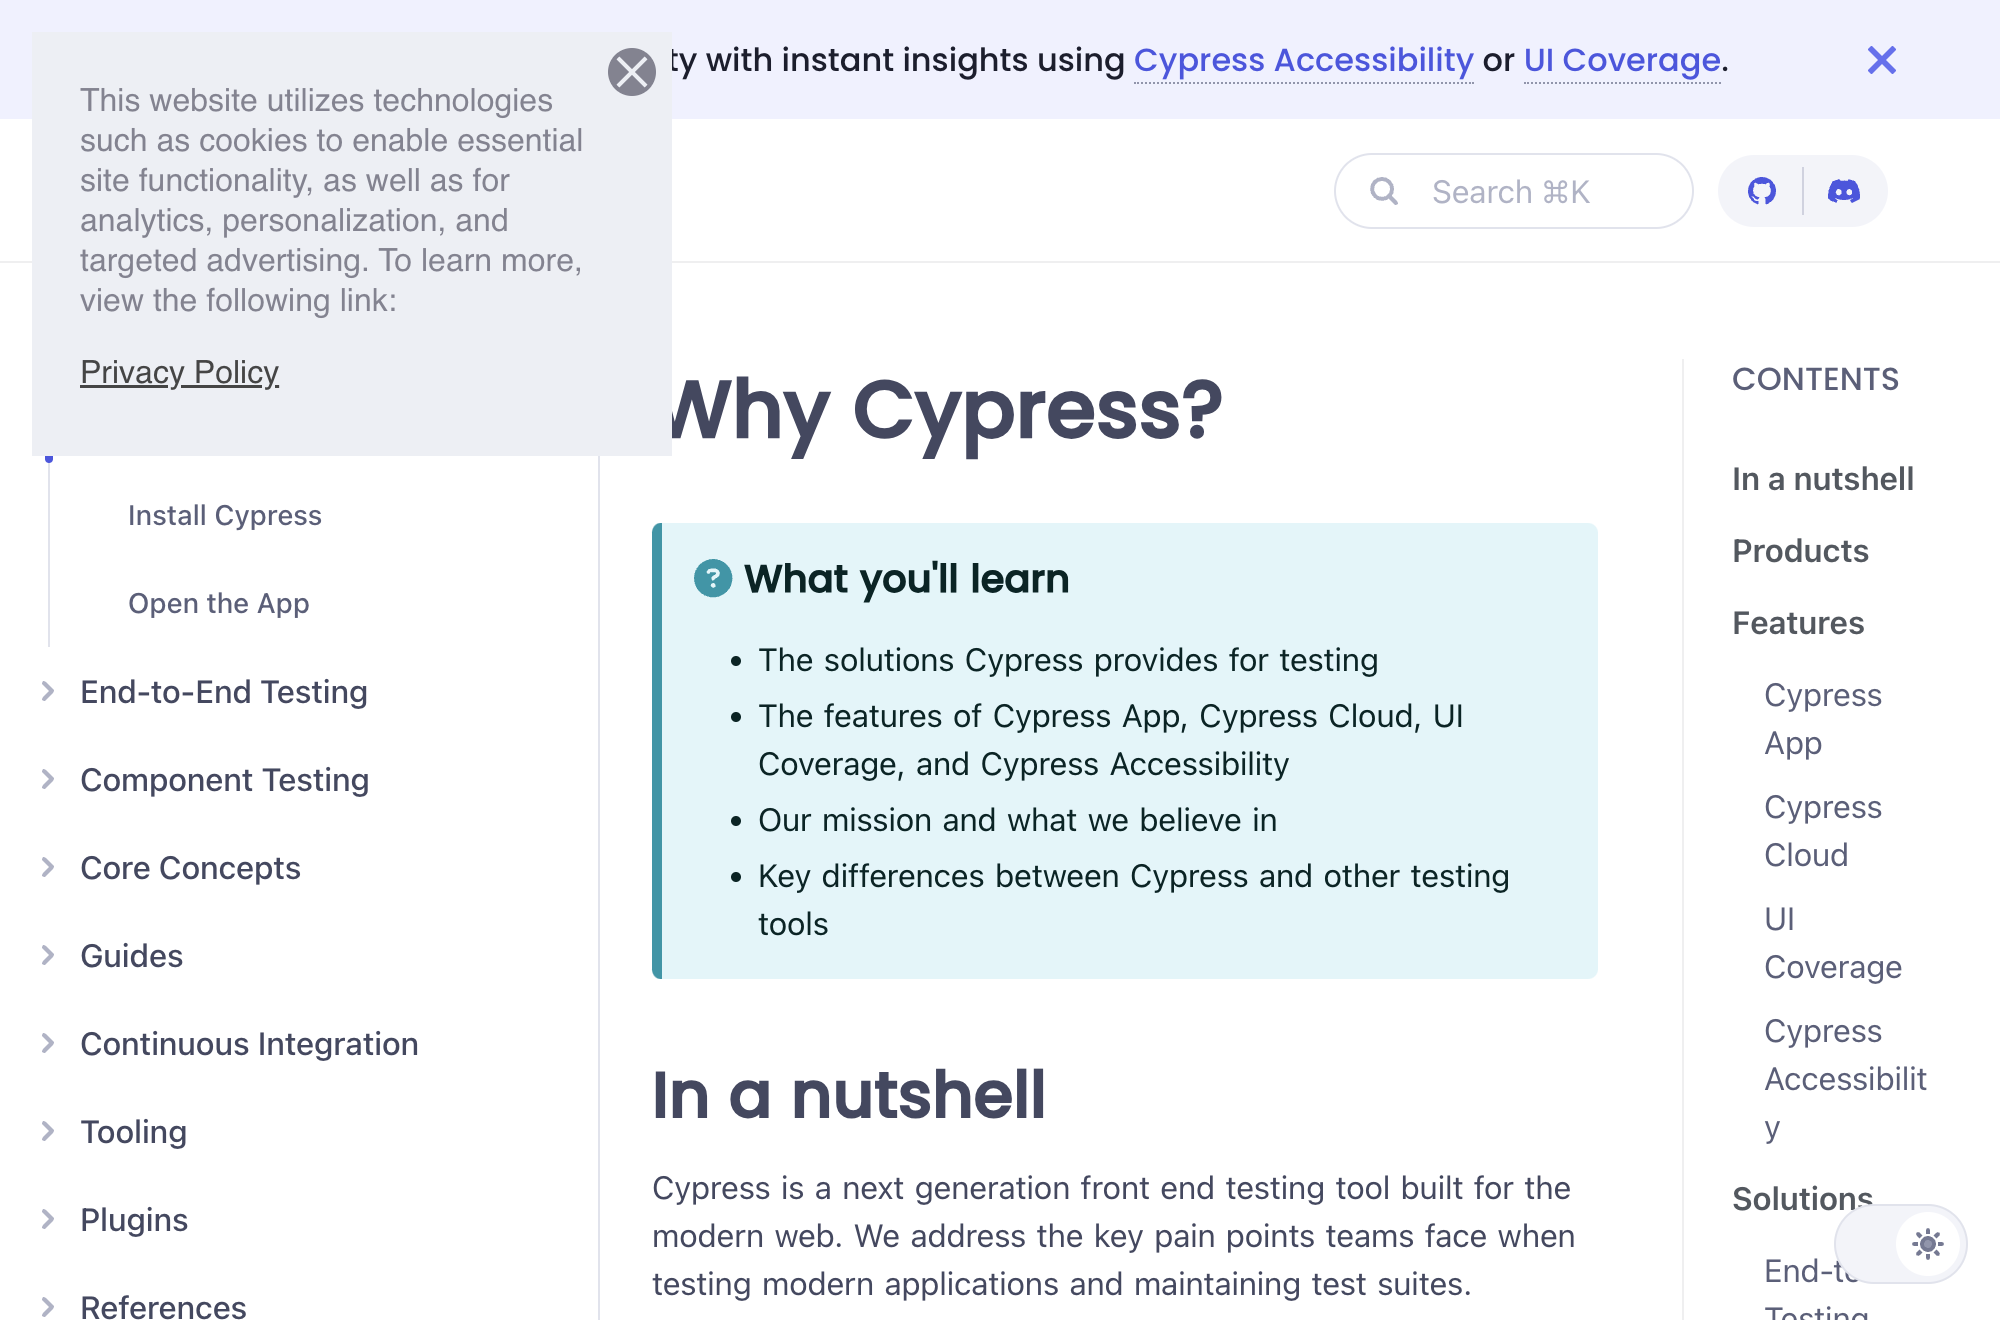 ty with instant insights using Cypress Accessibility or UI Coverage.
This website utilizes technologies
such as cookies to enable essential
site functionality, as well as for
analytics, personalization, and
targeted advertising. To learn more,
view the following link:
Privacy Policy
Search ⌘K
Install Cypress
Open the App
End-to-End Testing
Component Testing
Core Concepts
Guides
Continuous Integration
Tooling
Plugins
References
Why Cypress?
What you'll learn
• The solutions Cypress provides for testing
• The features of Cypress App, Cypress Cloud, UI
Coverage, and Cypress Accessibility
• Our mission and what we believe in
• Key differences between Cypress and other testing
tools
In a nutshell
Cypress is a next generation front end testing tool built for the
modern web. We address the key pain points teams face when
testing modern applications and maintaining test suites.
CONTENTS
In a nutshell
Products
Features
Cypress
App
Cypress
Cloud
UI
Coverage
Cypress
Accessibilit
y
Solutions
End-to
Testing